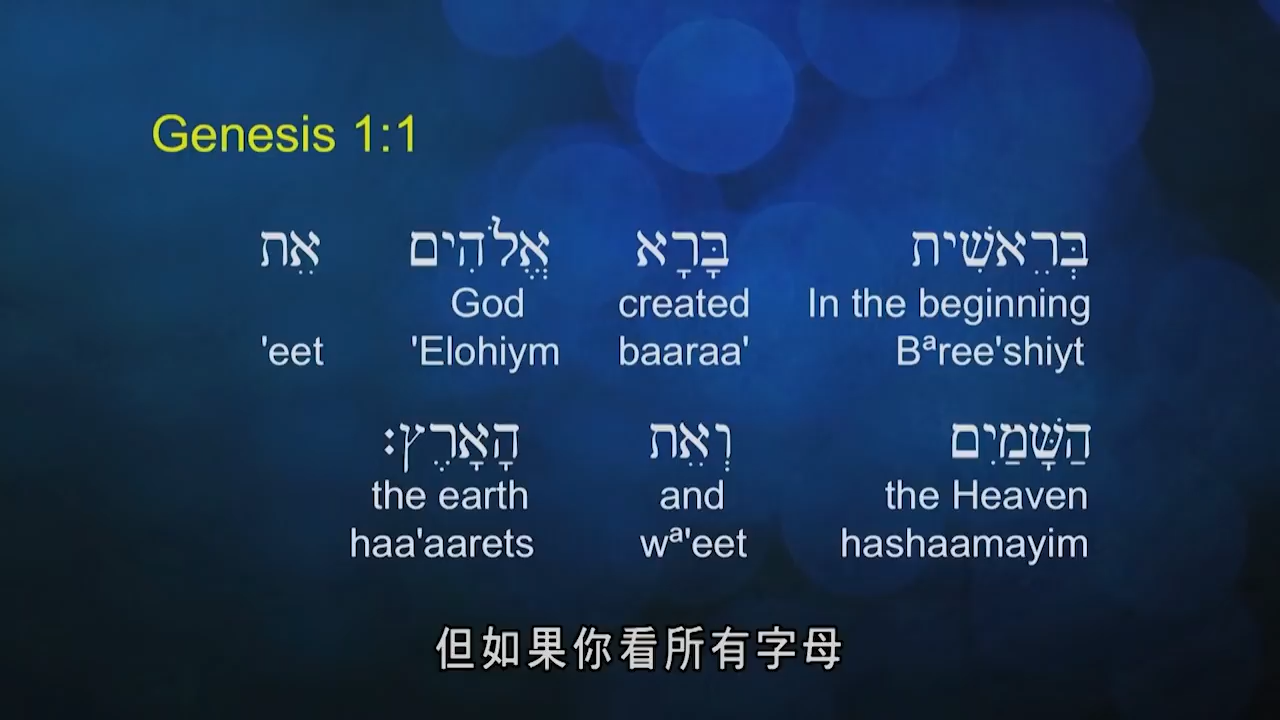 Genesis 1:1
בְּרֵאשִׁית בָּרָא אֱלֹהִים אֵת
God created In the beginning
'eet 'Elohiym baaraa' Bªree'shiyt
הַשָּׁמַיִם וְאֵת הָאָרֶץ׃
the earth and the Heaven
haa'aarets wª'eet hashaamayim
但如果你看所有字母